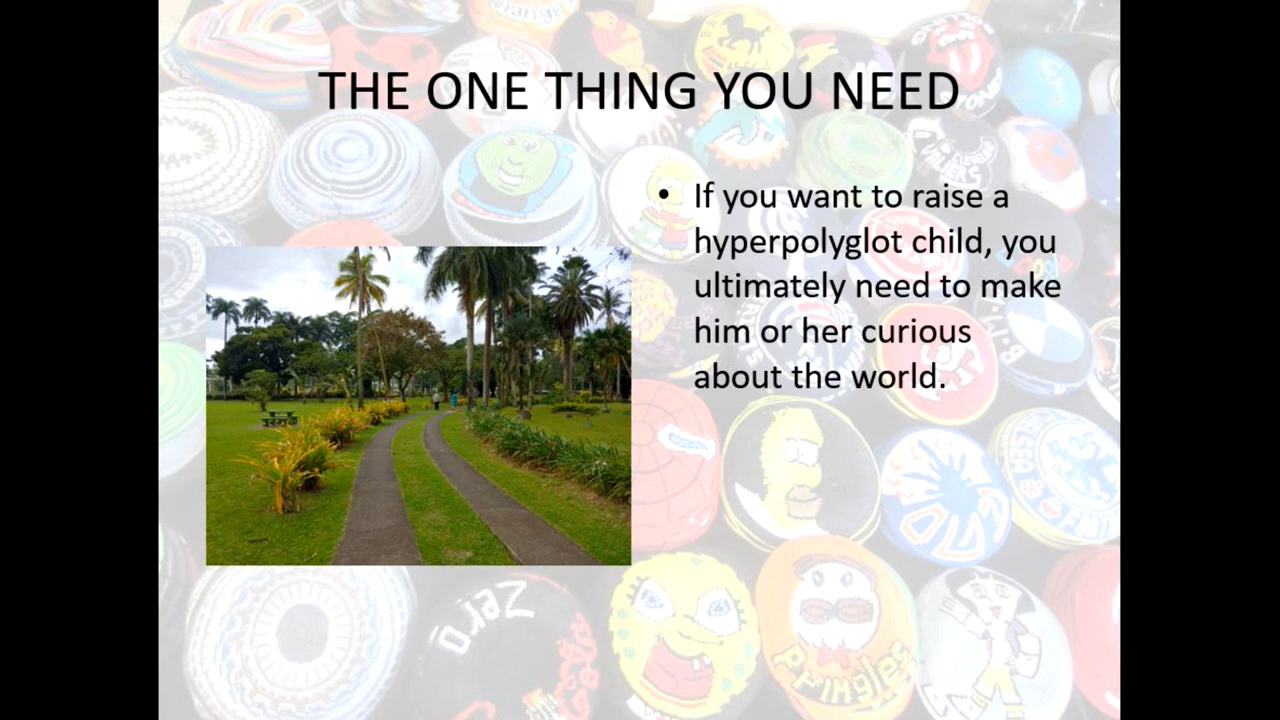 THE ONE THING YOU NEED
• If you want to raise a
hyperpolyglot child, you
ultimately need to make
him or her curious
about the world.
Pringles